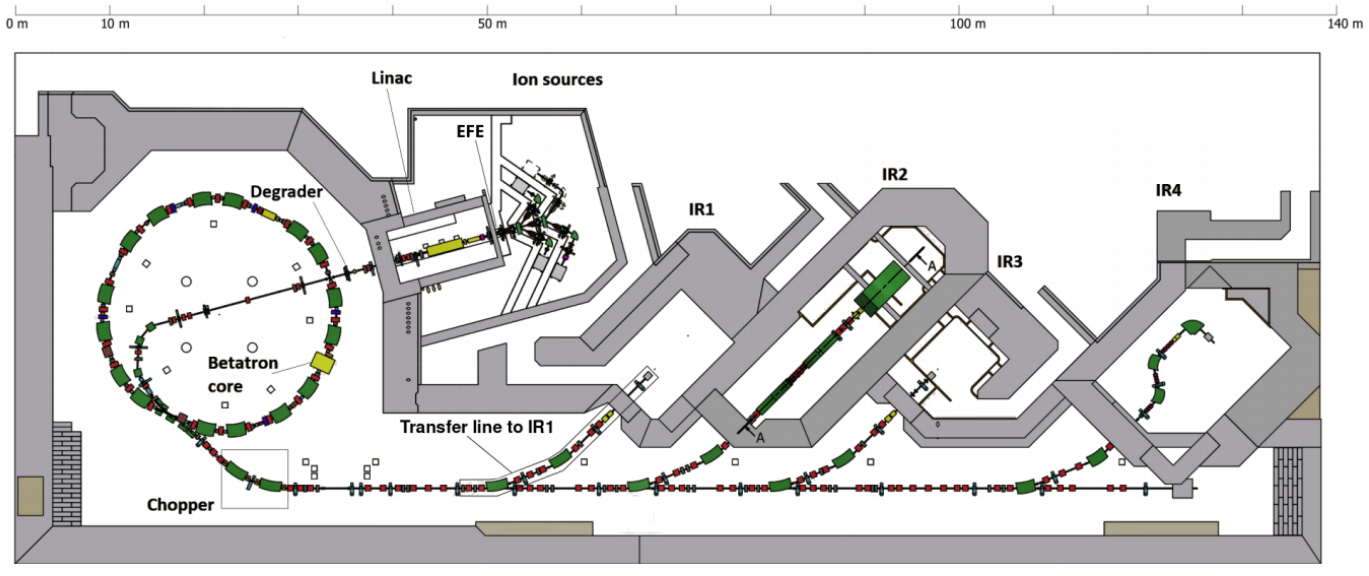 0 m
10 m
50 m
100 m
140 m
Linac
Ion sources
EFE
Degrader
IR1
IR2
IR3
IR4
A
Betatron
core
Transfer line to IR1
A
Chopper